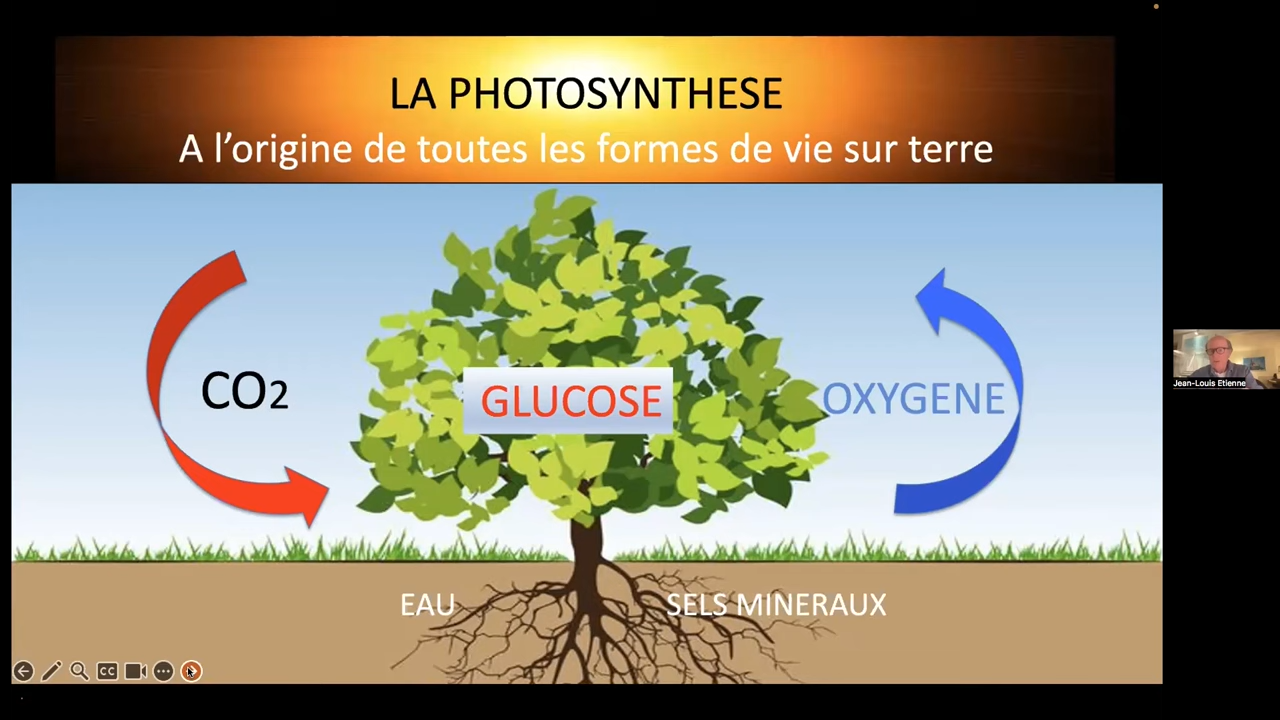 LA PHOTOSYNTHESE
A l'origine de toutes les formes de vie sur terre
CO2
GLUCOSE
OXYGENE
Jean-Louis Etienne
EAU
SELS MINERAUX
CC